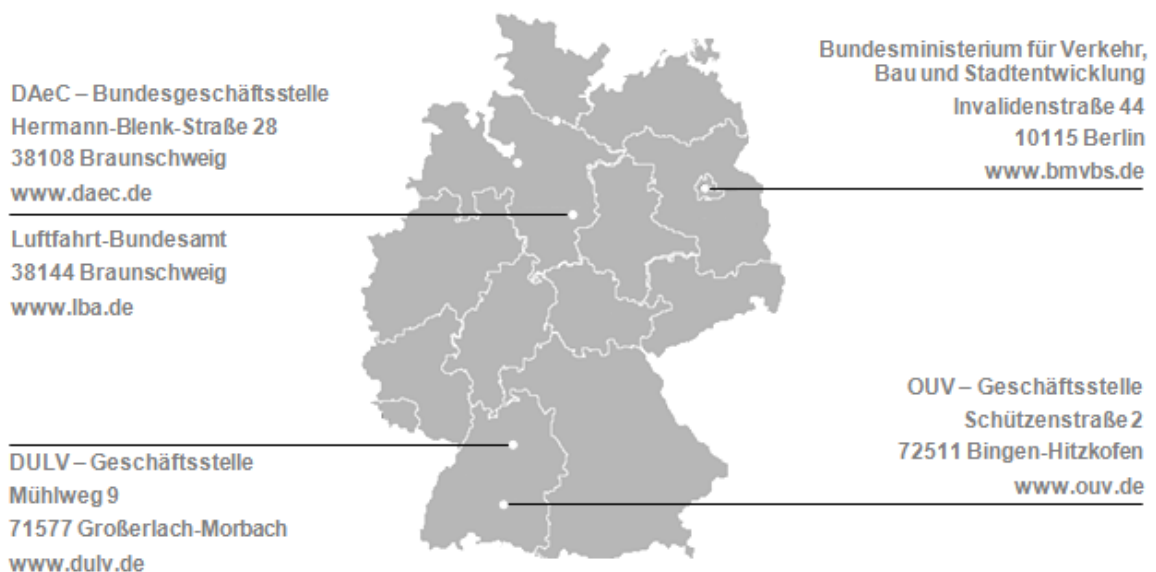 DAeC – Bundesgeschäftsstelle
Hermann-Blenk-Straße 28
38108 Braunschweig
www.daec.de
Luftfahrt-Bundesamt
38144 Braunschweig
www.lba.de
DULV – Geschäftsstelle
Mühlweg 9
71577 Großerlach-Morbach
www.dulv.de
Bundesministerium für Verkehr,
Bau und Stadtentwicklung
Invalidenstraße 44
10115 Berlin
www.bmvbs.de
OUV – Geschäftsstelle
Schützenstraße 2
72511 Bingen-Hitzkofen
www.ouv.de